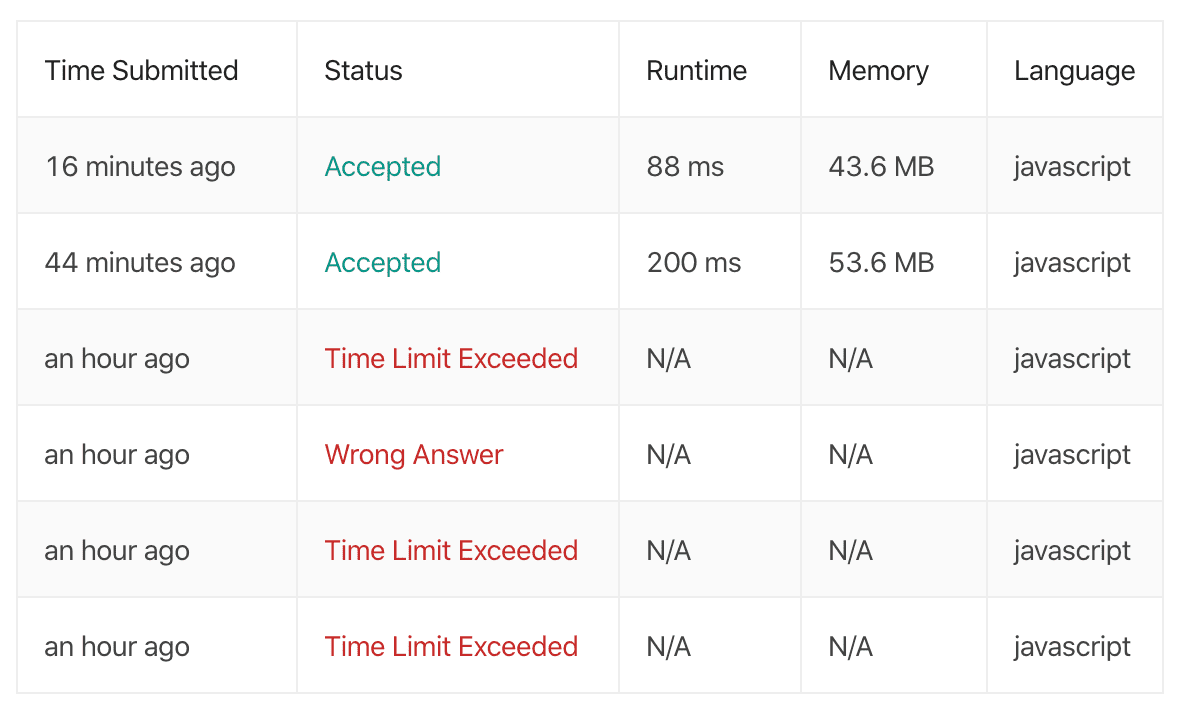 Time Submitted Status Runtime Memory Language
16 minutes ago Accepted 88 ms 43.6 MB javascript
44 minutes ago Accepted 200 ms 53.6 MB javascript
an hour ago Time Limit Exceeded N/A N/A javascript
an hour ago Wrong Answer N/A N/A javascript
an hour ago Time Limit Exceeded N/A N/A javascript
an hour ago Time Limit Exceeded N/A N/A javascript